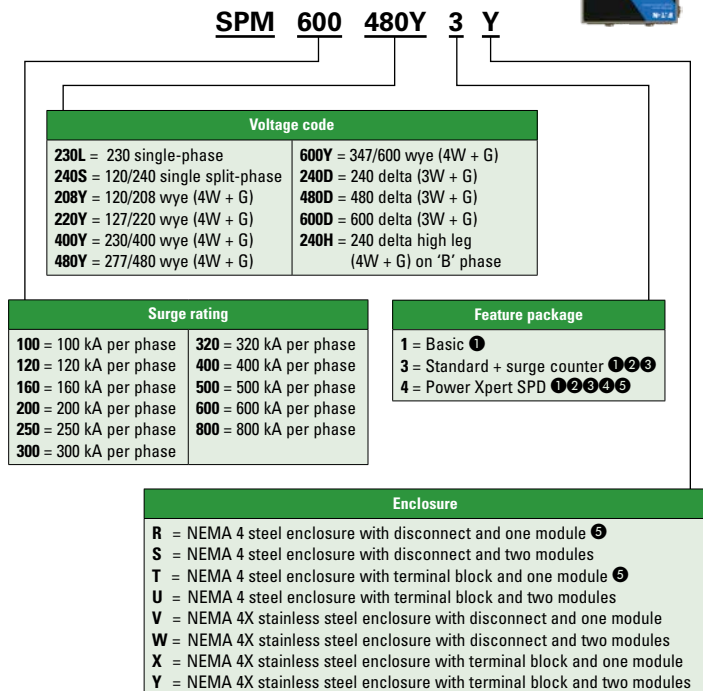 SPM 600 480Y 3 Y
Voltage code
230L = 230 single-phase
240S = 120/240 single split-phase
208Y = 120/208 wye (4W + G)
220Y = 127/220 wye (4W + G)
400Y = 230/400 wye (4W + G)
480Y = 277/480 wye (4W + G)
600Y = 347/600 wye (4W + G)
240D = 240 delta (3W + G)
480D = 480 delta (3W + G)
600D = 600 delta (3W + G)
240H = 240 delta high leg
(4W + G) on ‘B’ phase
Surge rating
100 = 100 kA per phase
120 = 120 kA per phase
160 = 160 kA per phase
200 = 200 kA per phase
250 = 250 kA per phase
300 = 300 kA per phase
320 = 320 kA per phase
400 = 400 kA per phase
500 = 500 kA per phase
600 = 600 kA per phase
800 = 800 kA per phase
Feature package
1 = Basic ❶
3 = Standard + surge counter ❶❷❸
4 = Power Xpert SPD ❶❷❸❹❺
Enclosure
R = NEMA 4 steel enclosure with disconnect and one module ❺
S = NEMA 4 steel enclosure with disconnect and two modules
T = NEMA 4 steel enclosure with terminal block and one module ❺
U = NEMA 4 steel enclosure with terminal block and two modules
V = NEMA 4X stainless steel enclosure with disconnect and one module
W = NEMA 4X stainless steel enclosure with disconnect and two modules
X = NEMA 4X stainless steel enclosure with terminal block and one module
Y = NEMA 4X stainless steel enclosure with terminal block and two modules